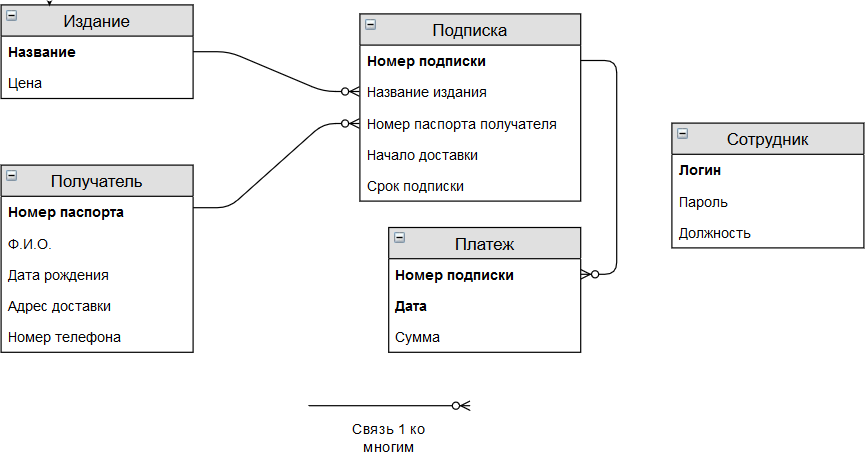 Издание
Название
Цена
Подписка
Номер подписки
Название издания
Номер паспорта получателя
Начало доставки
Срок подписки
Сотрудник
Логин
Пароль
Должность
Получатель
Номер паспорта
Ф.И.О.
Дата рождения
Адрес доставки
Номер телефона
Платеж
Номер подписки
Дата
Сумма
Связь 1 ко
многим